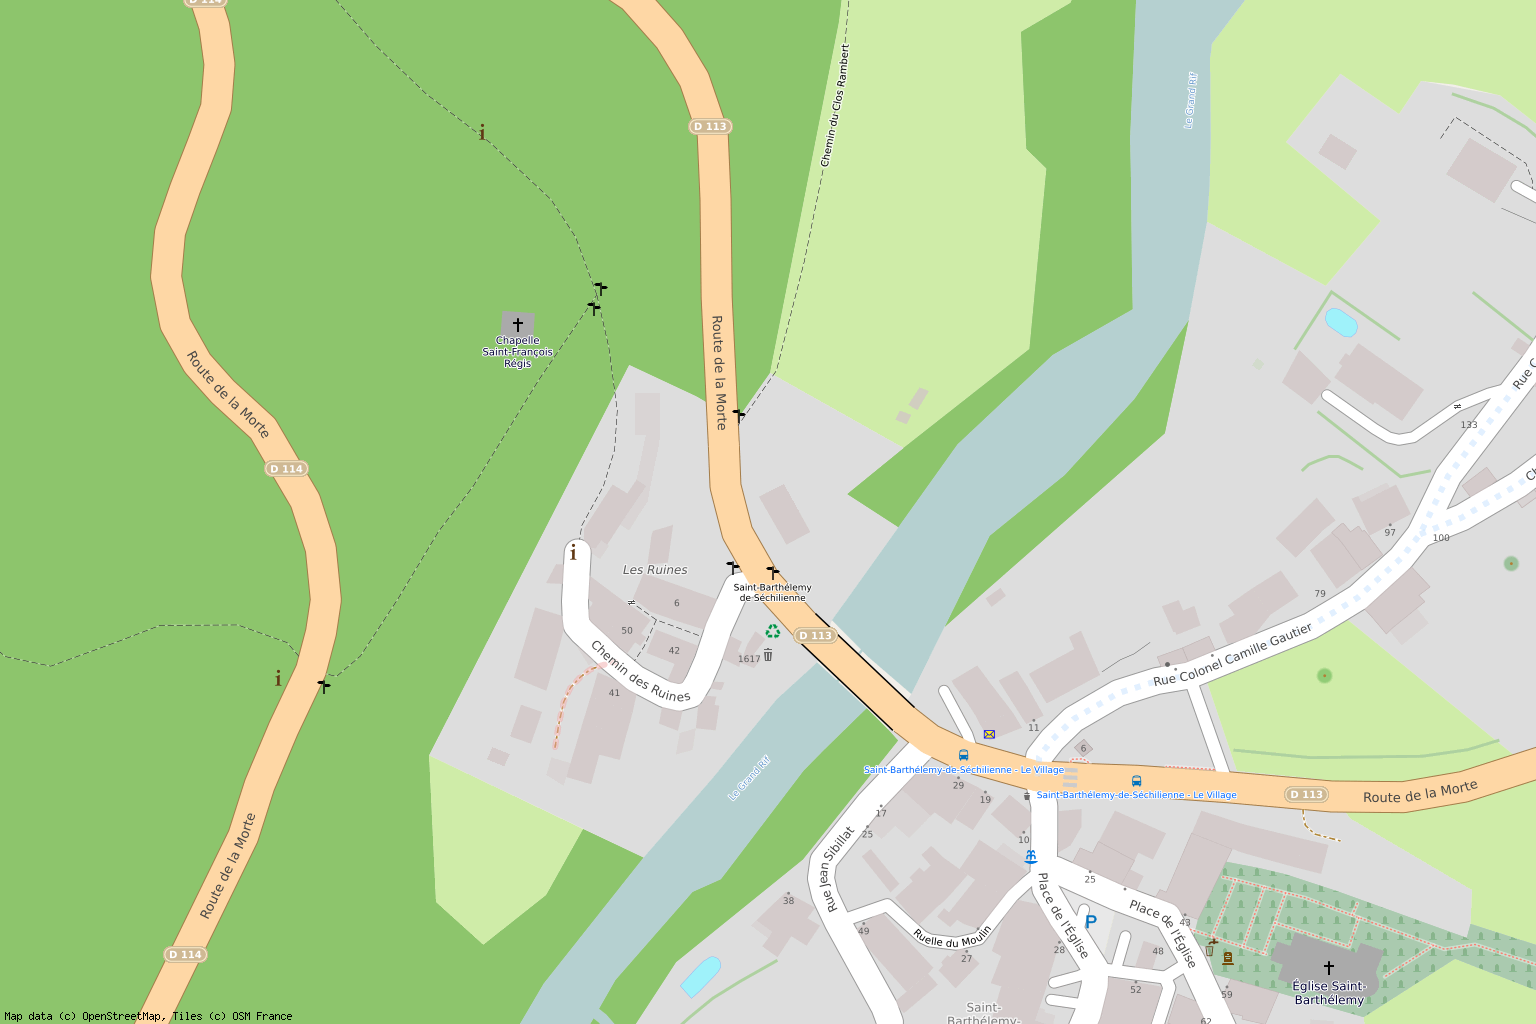 D 114
Chemin du Clos Rambert
Le Grand Rif
D 113
Chapelle
Saint-François
Régis
Route de la Morte
Route de la Morte
D 114
Rue C
133
Ch
97
100
Les Ruines
Saint-Barthélemy
de Séchilienne
6
50
42
1617
D 113
79
Chemin des Ruines
41
Rue Colonel Camille Gautier
11
6
Le Grand Rif
Saint-Barthélemy-de-Séchilienne - Le Village
Saint-Barthélemy-de-Séchilienne - Le Village
29
19
D 113
Route de la Morte
17
25
10
Rue Jean Sibillat
Route de la Morte
25
Place de l'Église
Place de l'Église
P
38
43
49
Ruelle du Moulin
27
28
48
D 114
52
59
Église Saint-
Barthélemy
Saint-
Barthélemy-
62
Map data (c) OpenStreetMap, Tiles (c) OSM France